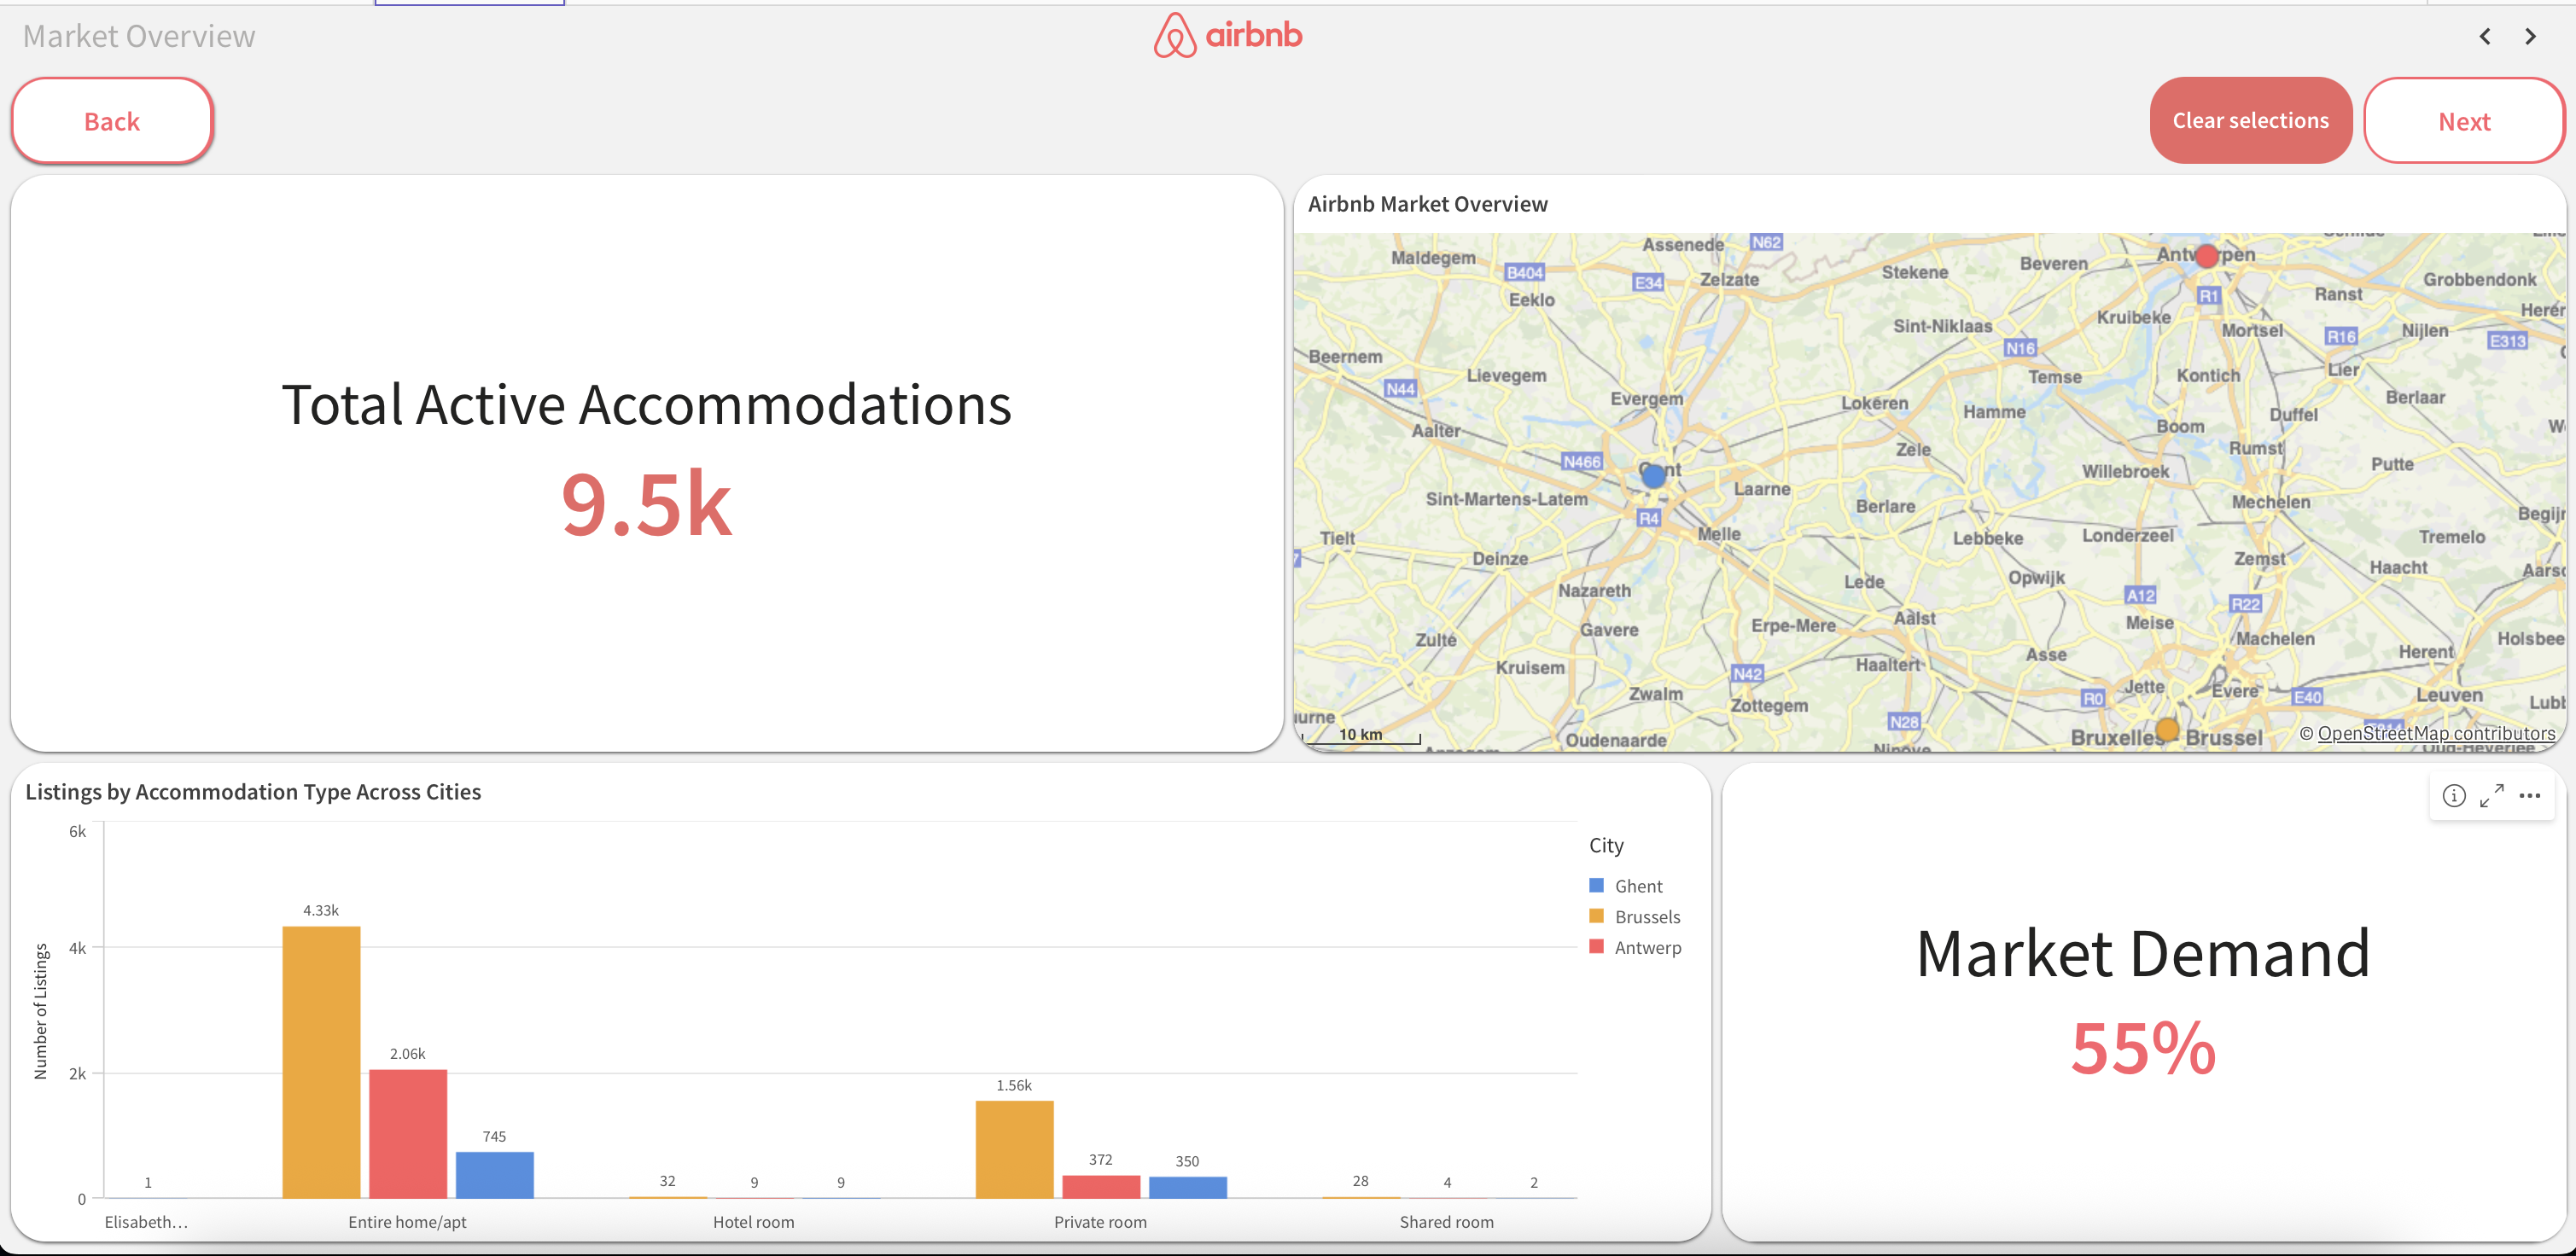 Market Overview
airbnb
Back
Clear selections
Next
Total Active Accommodations
9.5k
Airbnb Market Overview
Assenede
N62
Maldegem
B404
E34
Zelzate
Stekene
Beveren
Grobbendonk
Eeklo
R1
Ranst
Kruibeke
Sint-Niklaas
Mortsel
R16
Nijlen
E313
N16
Beernem
Lievegem
Temse
Kontich
Lier
N44
Evergem
Lokeren
Hamme
Duffel
Berlaar
Aalter
Boom
Zele
Rumst
N466
Willebroek
Putte
Sint-Martens-Latem
Laarne
Berlare
Mechelen
R4
Melle
Tielt
Lebbeke
Londerzeel
Tremelo
Deinze
Zemst
Haacht
Nazareth
Lede
Opwijk
A12
R22
Zulte
Gavere
Erpe-Mere
Aalst
Meise
Machelen
Kruisem
Haaltert
Asse
Herent
N42
Zwalm
Zottegem
Jette
Evere
R0
E40
Leuven
N28
10 km
Oudenaarde
Bruxelles - Brussel
© OpenStreetMap contributors
Listings by Accommodation Type Across Cities
Number of Listings
6k
4k
2k
0
4.33k
2.06k
745
1
32
9
9
1.56k
372
350
28
4
2
Elisabeth…
Entire home/apt
Hotel room
Private room
Shared room
City
Ghent
Brussels
Antwerp
Market Demand
55%